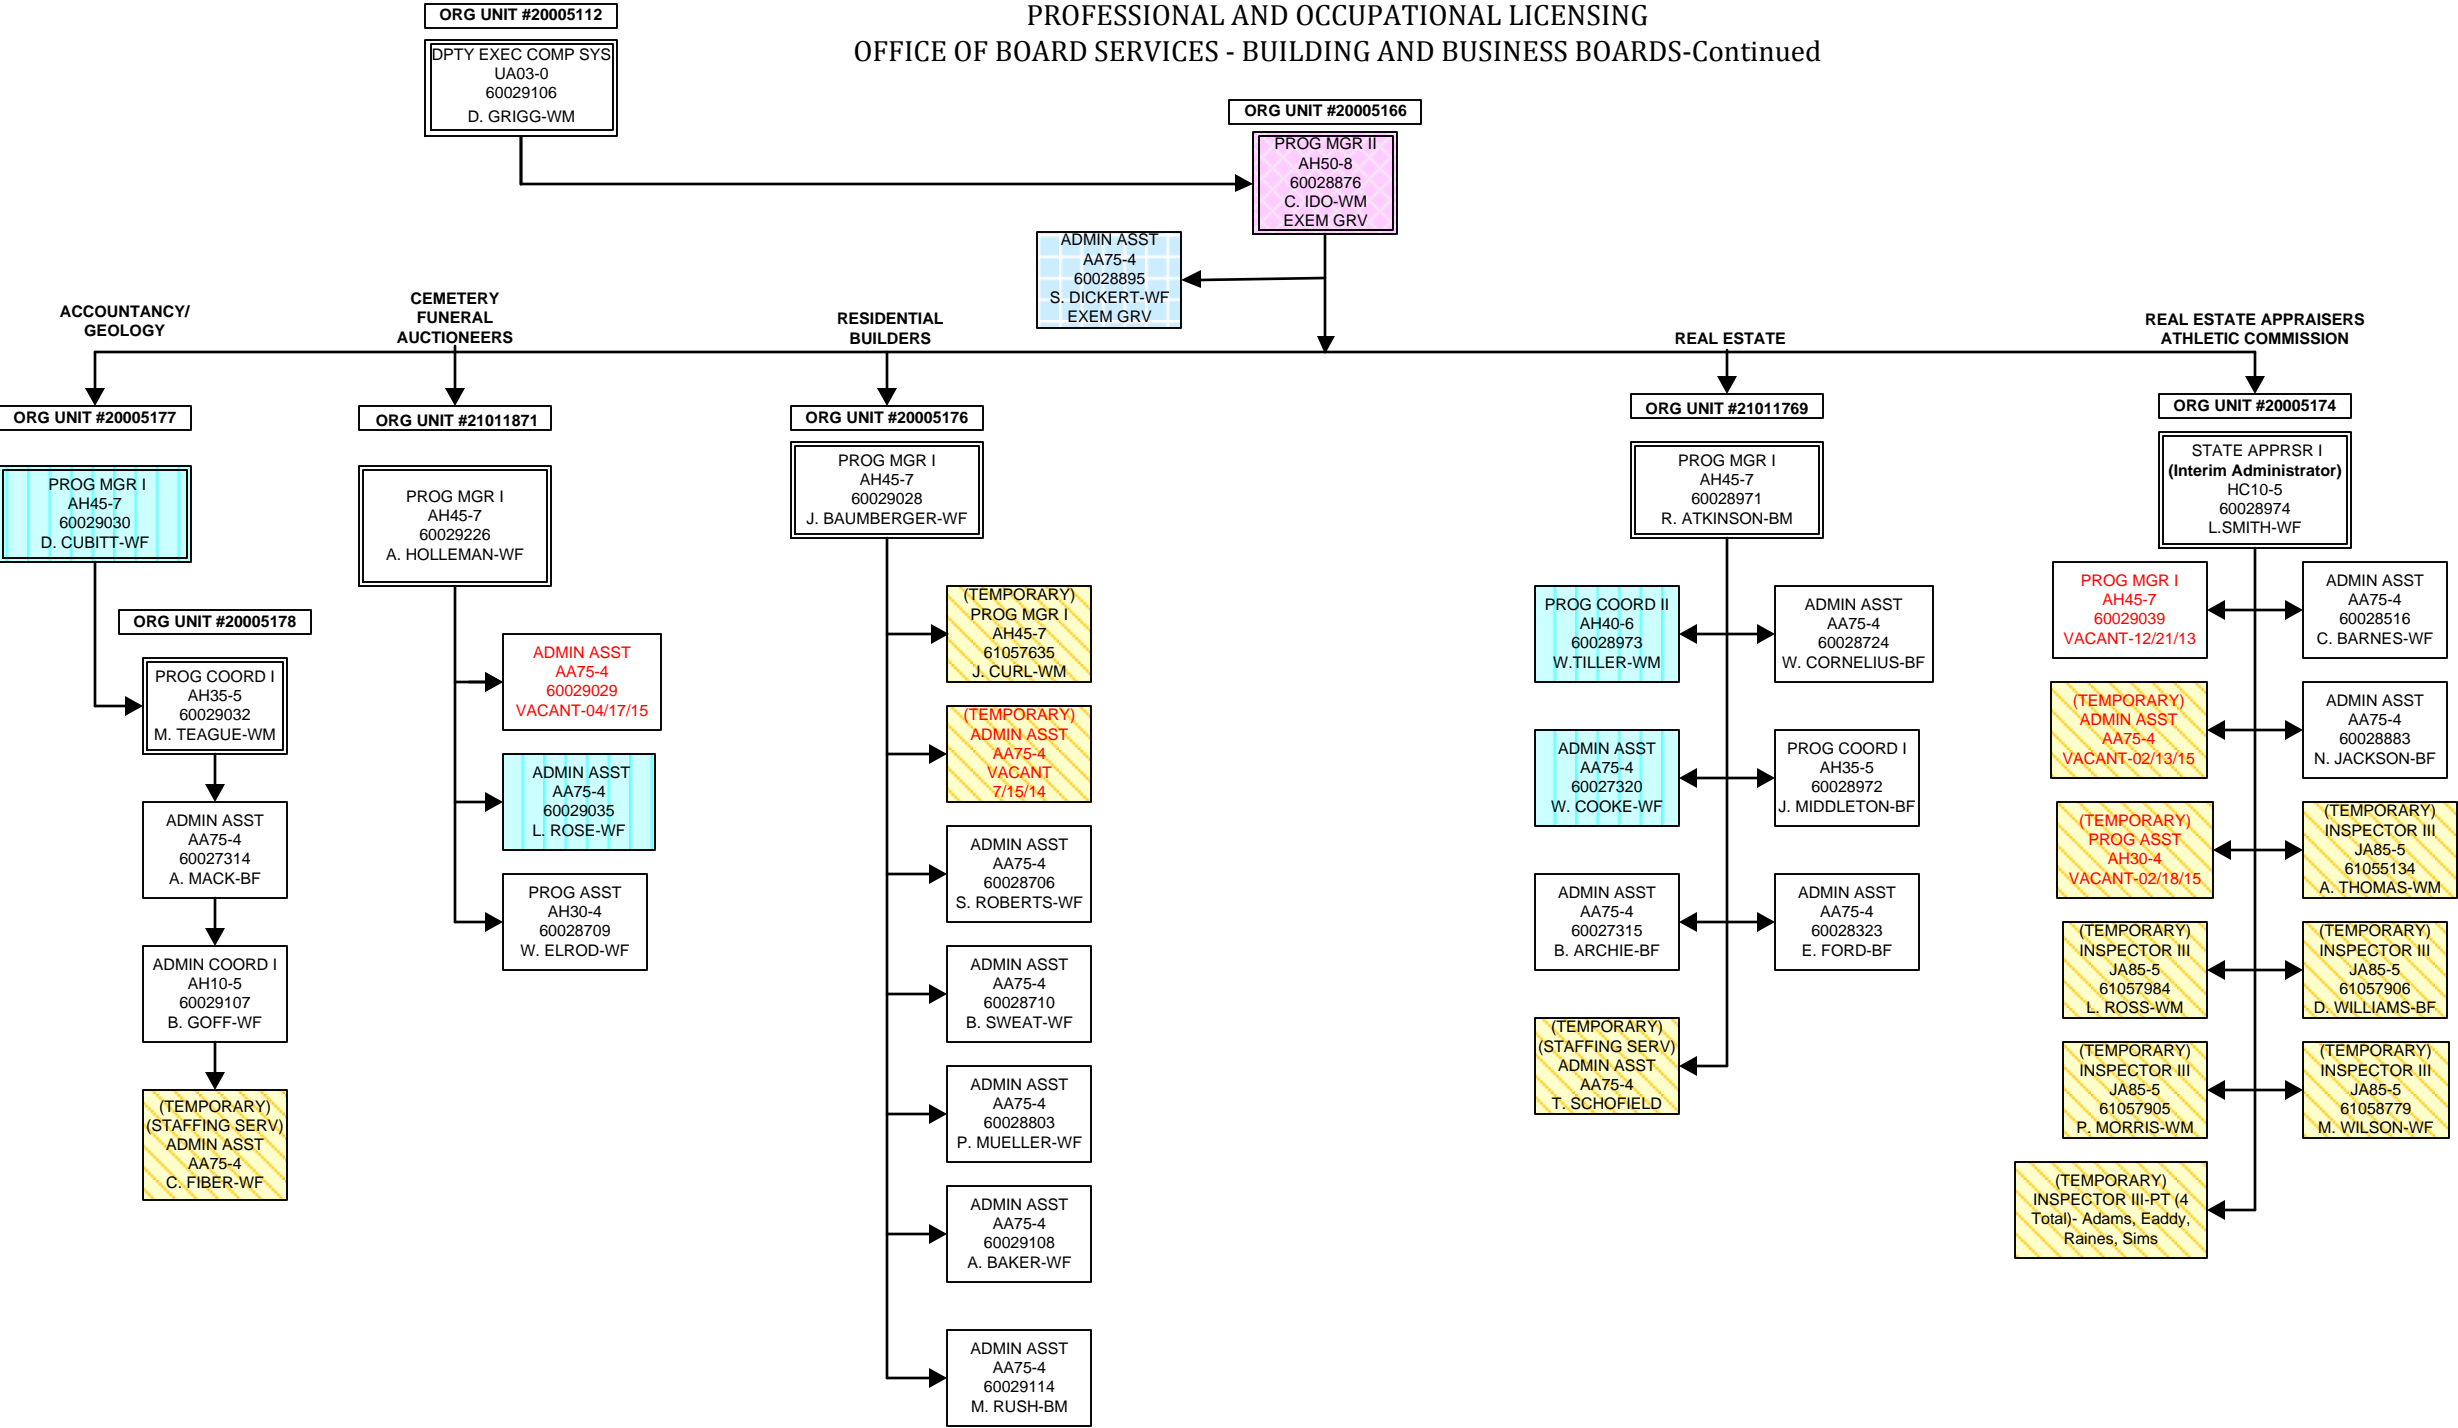 PROFESSIONAL AND OCCUPATIONAL LICENSING
OFFICE OF BOARD SERVICES - BUILDING AND BUSINESS BOARDS-Continued
ORG UNIT #20005112
DPTY EXEC COMP SYS
UA03-0
60029106
D. GRIGG-WM
ORG UNIT #20005166
PROG MGR II
AH50-8
60028876
C. IDO-WM
EXEM GRV
ADMIN ASST
AA75-4
60028895
S. DICKERT-WF
EXEM GRV
ACCOUNTANCY/
GEOLOGY
ORG UNIT #20005177
PROG MGR I
AH45-7
60029030
D. CUBITT-WF
ORG UNIT #20005178
PROG COORD I
AH35-5
60029032
M. TEAGUE-WM
ADMIN ASST
AA75-4
60027314
A. MACK-BF
ADMIN COORD I
AH10-5
60029107
B. GOFF-WF
(TEMPORARY)
(STAFFING SERV)
ADMIN ASST
AA75-4
C. FIBER-WF
CEMETERY
FUNERAL
AUCTIONEERS
ORG UNIT #21011871
PROG MGR I
AH45-7
60029226
A. HOLLEMAN-WF
ADMIN ASST
AA75-4
60029029
VACANT-04/17/15
ADMIN ASST
AA75-4
60029035
L. ROSE-WF
PROG ASST
AH30-4
60028709
W. ELROD-WF
RESIDENTIAL
BUILDERS
ORG UNIT #20005176
PROG MGR I
AH45-7
60029028
J. BAUMBERGER-WF
(TEMPORARY)
PROG MGR I
AH45-7
61057635
J. CURL-WM
(TEMPORARY)
ADMIN ASST
AA75-4
VACANT
7/15/14
ADMIN ASST
AA75-4
60028706
S. ROBERTS-WF
ADMIN ASST
AA75-4
60028710
B. SWEAT-WF
ADMIN ASST
AA75-4
60028803
P. MUELLER-WF
ADMIN ASST
AA75-4
60029108
A. BAKER-WF
ADMIN ASST
AA75-4
60029114
M. RUSH-BM
REAL ESTATE
ORG UNIT #21011769
PROG MGR I
AH45-7
60028971
R. ATKINSON-BM
PROG COORD II
AH40-6
60028973
W.TILLER-WM
ADMIN ASST
AA75-4
60028724
W. CORNELIUS-BF
ADMIN ASST
AA75-4
60027320
W. COOKE-WF
PROG COORD I
AH35-5
60028972
J. MIDDLETON-BF
ADMIN ASST
AA75-4
60027315
B. ARCHIE-BF
ADMIN ASST
AA75-4
60028323
E. FORD-BF
(TEMPORARY)
(STAFFING SERV)
ADMIN ASST
AA75-4
T. SCHOFIELD
REAL ESTATE APPRAISERS
ATHLETIC COMMISSION
ORG UNIT #20005174
STATE APPRSR I
(Interim Administrator)
HC10-5
60028974
L.SMITH-WF
PROG MGR I
AH45-7
60029039
VACANT-12/21/13
ADMIN ASST
AA75-4
60028516
C. BARNES-WF
(TEMPORARY)
ADMIN ASST
AA75-4
VACANT-02/13/15
ADMIN ASST
AA75-4
60028883
N. JACKSON-BF
(TEMPORARY)
PROG ASST
AH30-4
VACANT-02/18/15
(TEMPORARY)
INSPECTOR III
JA85-5
61055134
A. THOMAS-WM
(TEMPORARY)
INSPECTOR III
JA85-5
61057984
L. ROSS-WM
(TEMPORARY)
INSPECTOR III
JA85-5
61057906
D. WILLIAMS-BF
(TEMPORARY)
INSPECTOR III
JA85-5
61057905
P. MORRIS-WM
(TEMPORARY)
INSPECTOR III
JA85-5
61058779
M. WILSON-WF
(TEMPORARY)
INSPECTOR III-PT (4
Total)- Adams, Eaddy,
Raines, Sims